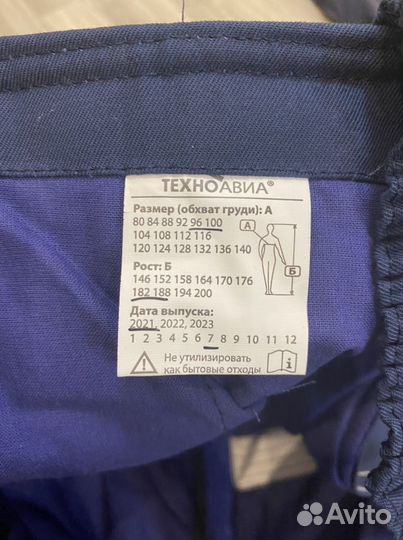 ТЕХНОАВИА®
Размер (обхват груди): А
80 84 88 92 96 100
104 108 112 116
120 124 128 132 136 140
А
Рост: Б
Б
146 152 158 164 170 176
182 188 194 200
Дата выпуска:
2021, 2022, 2023
1 2 3 4 5 6 7 8 9 10 11 12
Не утилизировать
как бытовые отходы
Avito